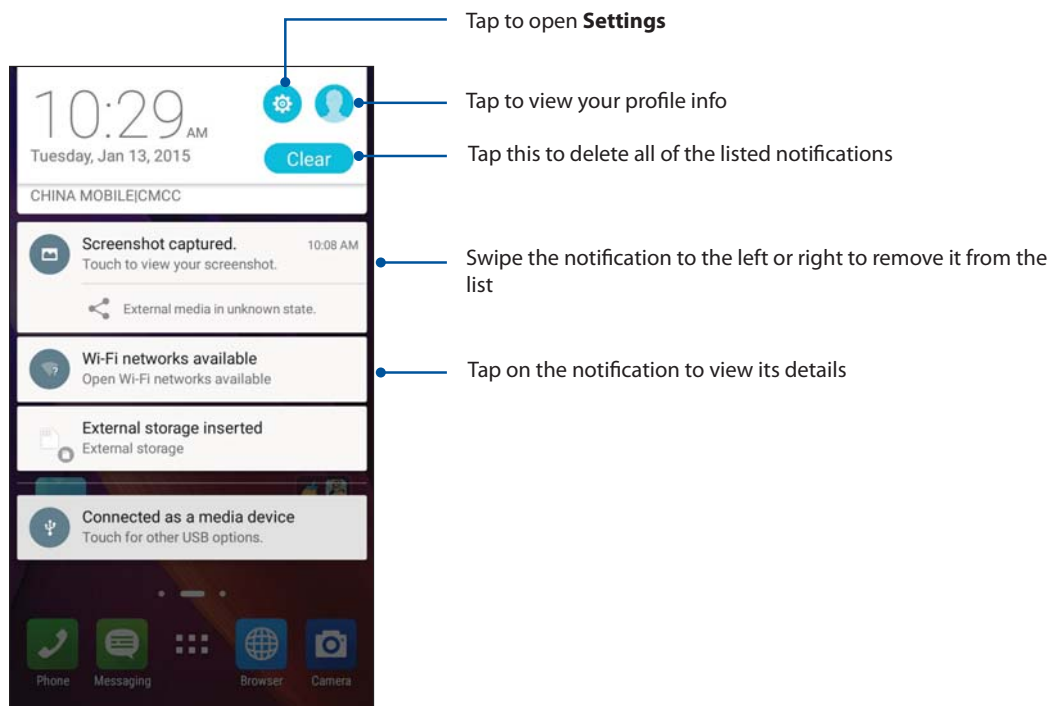 Tap to open Settings
10:29 AM
Tap to view your profile info
Tuesday, Jan 13, 2015
Clear
Tap this to delete all of the listed notifications
CHINA MOBILE|CMCC
Screenshot captured.
10:08 AM
Touch to view your screenshot.
Swipe the notification to the left or right to remove it from the
list
External media in unknown state.
Wi-Fi networks available
Open Wi-Fi networks available
Tap on the notification to view its details
External storage inserted
External storage
Connected as a media device
Touch for other USB options.
Phone
Messaging
Browser
Camera